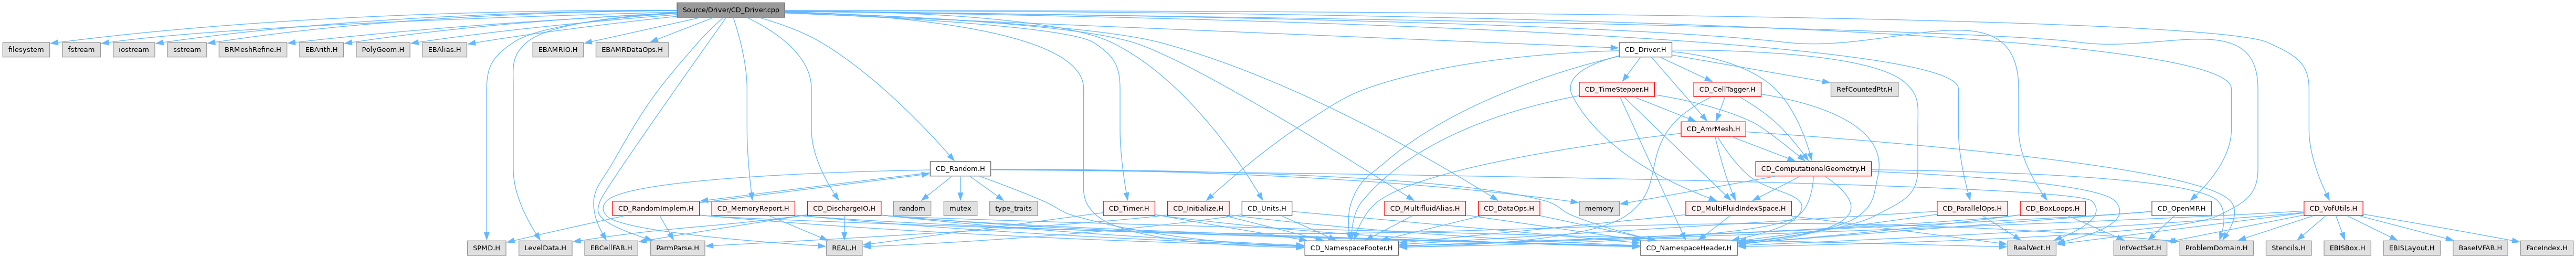 Source/Driver/CD_Driver.cpp
filesystem
fstream
iostream
sstream
BRMeshRefine.H
EBArith.H
PolyGeom.H
EBAlias.H
EBAMRIO.H
EBAMRDataOps.H
CD_Driver.H
CD_TimeStepper.H
CD_CellTagger.H
RefCountedPtr.H
CD_AmrMesh.H
CD_Random.H
CD_ComputationalGeometry.H
CD_RandomImplem.H
CD_MemoryReport.H
CD_DischargeIO.H
random
mutex
type_traits
CD_Timer.H
CD_Initialize.H
CD_Units.H
CD_MultifluidAlias.H
CD_DataOps.H
memory
CD_MultiFluidIndexSpace.H
CD_ParallelOps.H
CD_BoxLoops.H
CD_OpenMP.H
CD_VofUtils.H
SPMD.H
LevelData.H
EBCellFAB.H
ParmParse.H
REAL.H
CD_NamespaceFooter.H
CD_NamespaceHeader.H
RealVect.H
IntVectSet.H
ProblemDomain.H
Stencils.H
EBISBox.H
EBISLayout.H
BaseIVFAB.H
FaceIndex.H